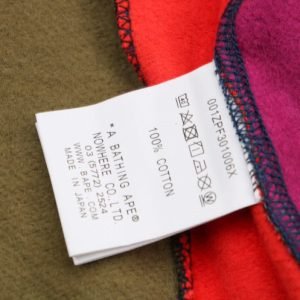 001ZPF301006X
100% COTTON
*A BATHING APE®
NOWHERE CO. LTD
03 (5772) 2524
WWW.BAPE.COM
MADE IN JAPAN